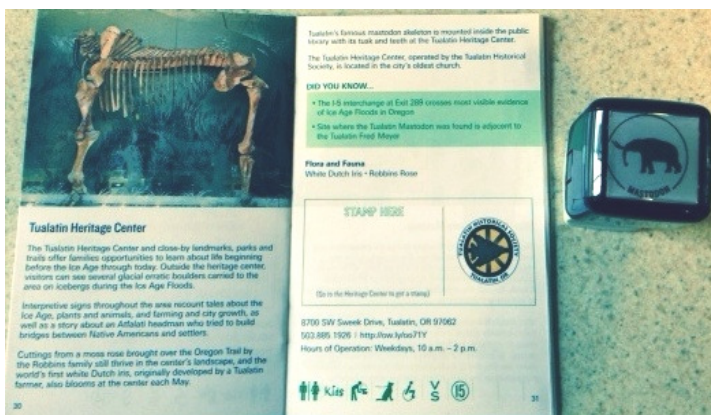 Tualatin Heritage Center
The Tualatin Heritage Center and close-by landmarks, parks and
trails offer families opportunities to learn about life beginning
before the Ice Age through today. Outside the heritage center,
visitors can see several glacial erratic boulders carried to the
area on icebergs during the Ice Age Floods.
Interpretive signs throughout the area recount tales about the
Ice Age, plants and animals, and farming and city growth, as
well as a story about an Atfalati headman who tried to build
bridges between Native Americans and settlers.
Cuttings from a moss rose brought over the Oregon Trail by
the Robbins family still thrive in the center's landscape, and the
world's first white Dutch iris, originally developed by a Tualatin
farmer, also blooms at the center each May.
30
Tualatin's famous mastodon skeleton is mounted inside the public
library with its tusk and teeth at the Tualatin Heritage Center.
The Tualatin Heritage Center, operated by the Tualatin Historical
Society, is located in the city's oldest church.
DID YOU KNOW...
• The I-5 interchange at Exit 289 crosses most visible evidence
of Ice Age Floods in Oregon
• Site where the Tualatin Mastodon was found is adjacent to
the Tualatin Fred Meyer
Flora and Fauna
White Dutch Iris • Robbins Rose
STAMP HERE
(Go to the Heritage Center to get a stamp)
TUALATIN HISTORICAL SOCIETY
TUALATIN, OR
8700 SW Sweek Drive, Tualatin, OR 97062
503.885.1926 | http://ow.ly/os71Y
Hours of Operation: Weekdays, 10 a.m. – 2 p.m.
Kids
V
S
15
31
MASTODON